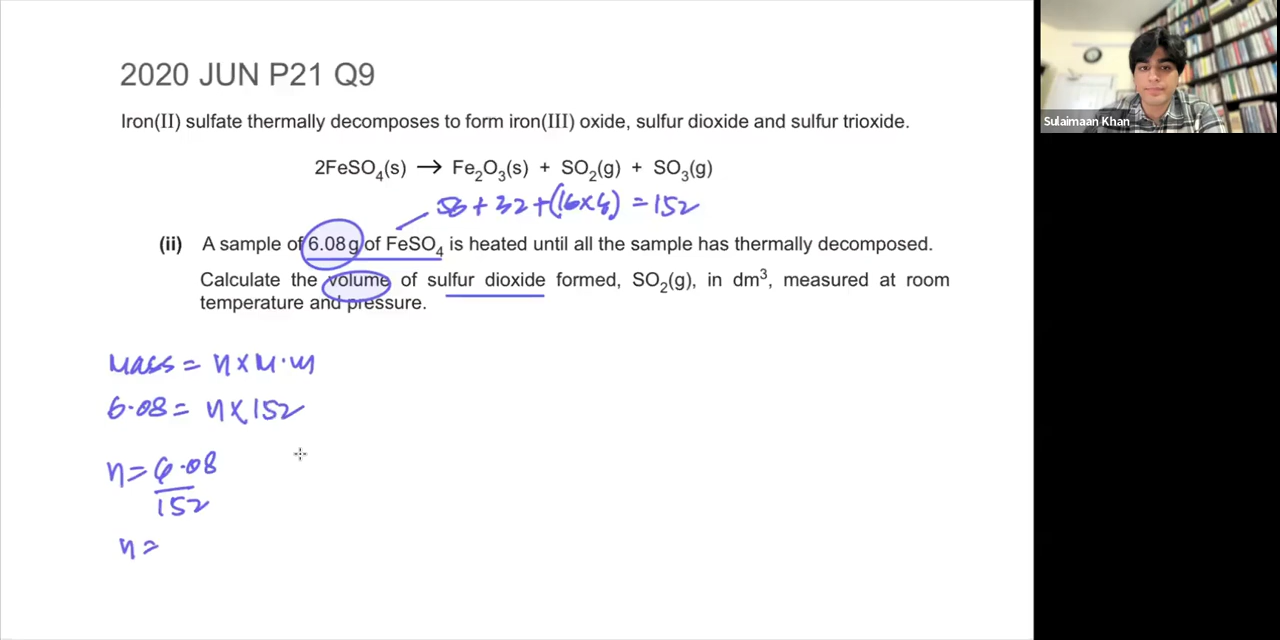 2020 JUN P21 Q9
Iron(II) sulfate thermally decomposes to form iron(III) oxide, sulfur dioxide and sulfur trioxide.
2FeSO₄(s) → Fe₂O₃(s) + SO₂(g) + SO₃(g)
56 + 32 + (16 × 4) = 152
(ii) A sample of 6.08 g of FeSO₄ is heated until all the sample has thermally decomposed.
Calculate the volume of sulfur dioxide formed, SO₂(g), in dm³, measured at room
temperature and pressure.
Mass = n × M.M
6.08 = n × 152
n = 6.08
152
n =
Sulaimaan Khan